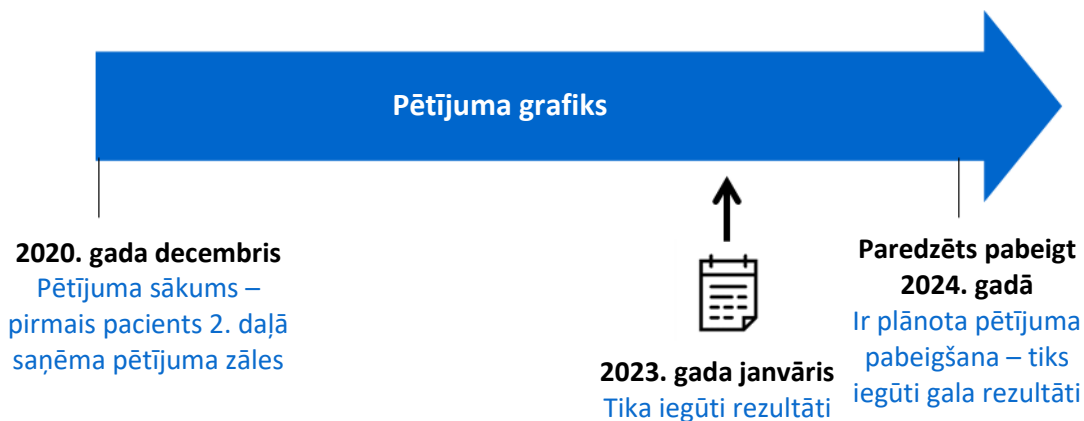 Pētījuma grafiks
2020. gada decembris
Pētījuma sākums –
pirmais pacients 2. daļā
saņēma pētījuma zāles
2023. gada janvāris
Tika iegūti rezultāti
Paredzēts pabeigt
2024. gadā
Ir plānota pētījuma
pabeigšana – tiks
iegūti gala rezultāti